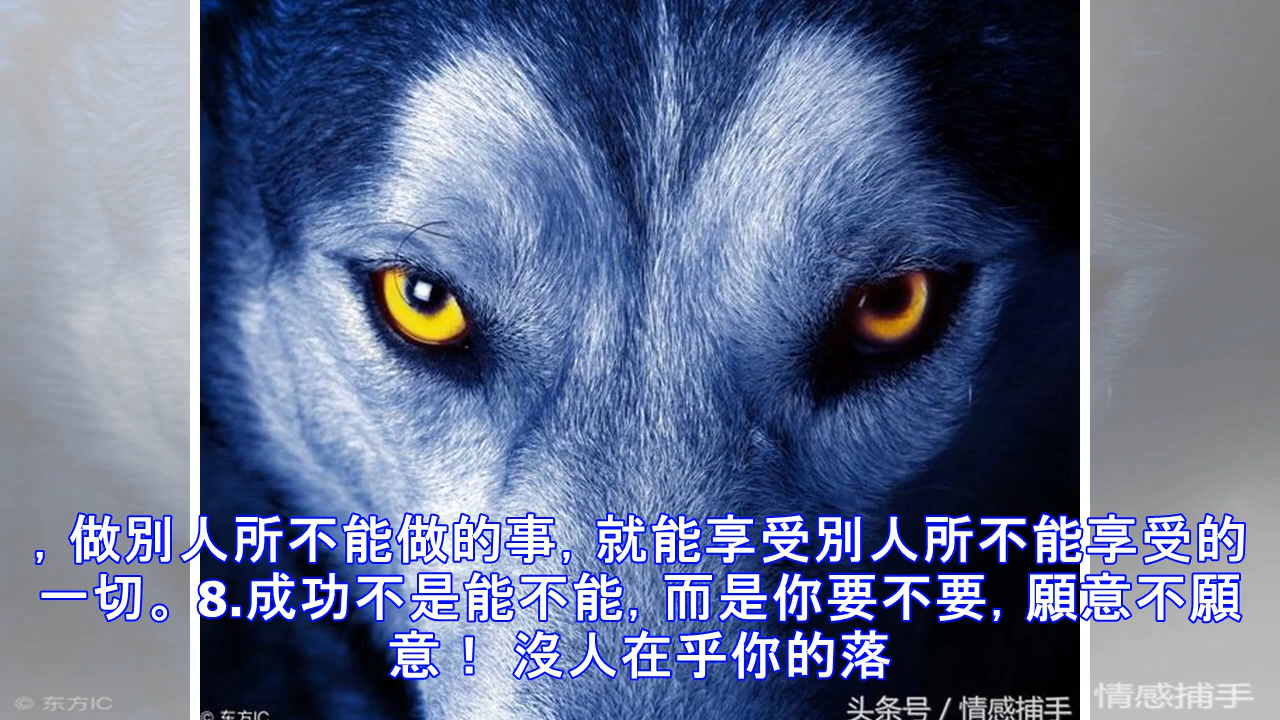 ，做別人所不能做的事，就能享受別人所不能享受的
一切。8.成功不是能不能，而是你要不要，願意不願
意！ 沒人在乎你的落
头条号 / 情感捕手
情感捕手
© 东方IC
© 东方IC